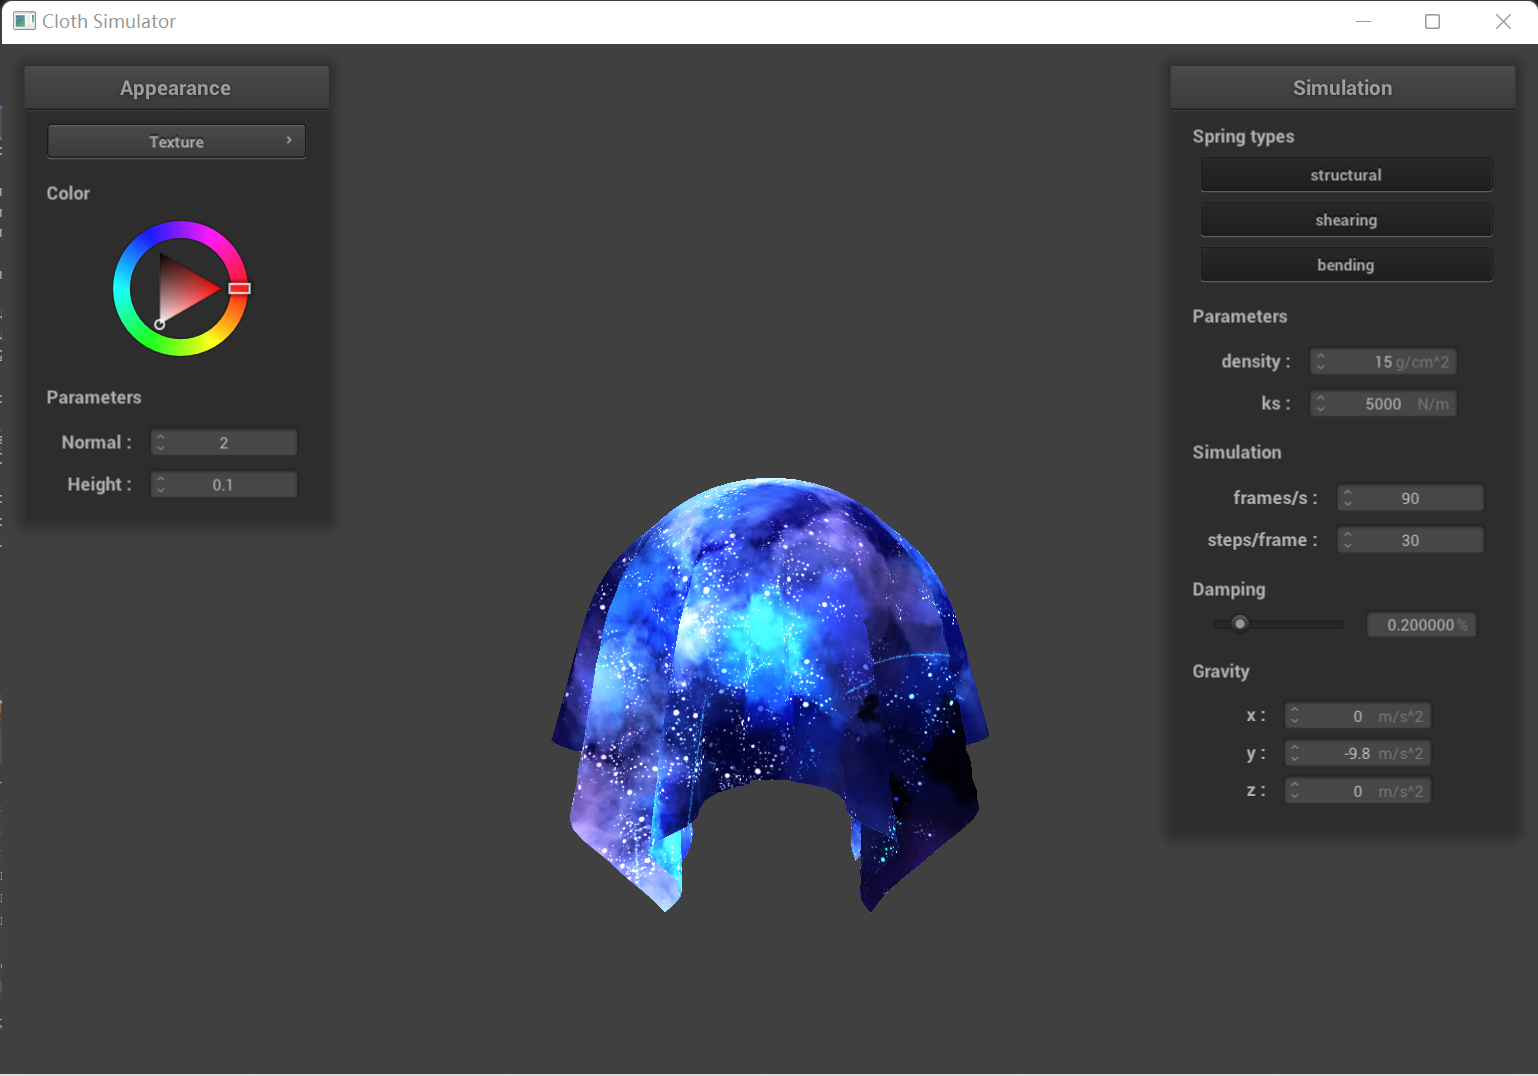 Cloth Simulator
Appearance
Texture
Color
Parameters
Normal : 2
Height : 0.1
Simulation
Spring types
structural
shearing
bending
Parameters
density : 15 g/cm^2
ks : 5000 N/m
Simulation
frames/s : 90
steps/frame : 30
Damping
0.200000 %
Gravity
x : 0 m/s^2
y : -9.8 m/s^2
z : 0 m/s^2